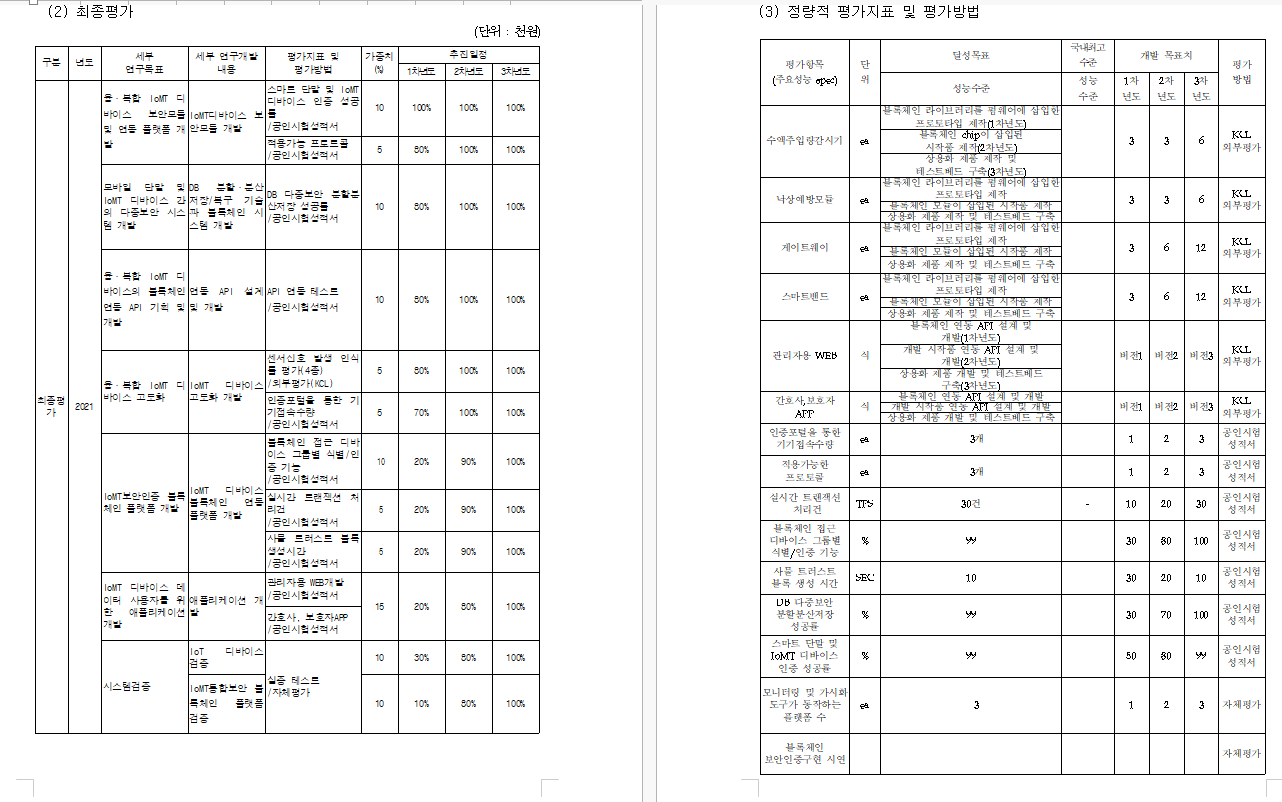 (2) 최종평가
(단위 : 천원)
구분 년도 세부 연구목표 세부 연구개발 내용 평가지표 및 평가방법 가중치 (%) 추진일정
1차년도 2차년도 3차년도
최종평가 2021
융·복합 IoMT 디바이스 보안모듈 및 연동 플랫폼 개발
IoMT디바이스 보안모듈 개발
스마트 단말 및 IoMT 디바이스 인증 성공률
/공인시험성적서
10 100% 100% 100%
적용가능 프로토콜
/공인시험성적서
5 80% 100% 100%
모바일 단말 및 IoMT 디바이스 간의 다중보안 시스템 개발
DB 분할·분산 저장/복구 기술과 블록체인 시스템 개발
DB 다중보안 분할분산저장 성공률
/공인시험성적서
10 80% 100% 100%
융·복합 IoMT 디바이스의 블록체인 연동 API 기획 및 개발
연동 API 설계 및 개발
API 연동 테스트
/공인시험성적서
10 80% 100% 100%
융·복합 IoMT 디바이스 고도화
IoMT 디바이스 고도화 개발
센서신호 발생 인식률 평가(4종)
/외부평가(KCL)
5 80% 100% 100%
인증포털을 통한 기기접속수량
/공인시험성적서
5 70% 100% 100%
IoMT보안인증 블록체인 플랫폼 개발
IoMT 디바이스 블록체인 연동 플랫폼 개발
블록체인 접근 디바이스 그룹별 식별/인증 기능
/공인시험성적서
10 20% 90% 100%
실시간 트랜잭션 처리건
/공인시험성적서
5 20% 90% 100%
사물 트러스트 블록 생성시간
/공인시험성적서
5 20% 90% 100%
IoMT 디바이스 데이터 사용자를 위한 애플리케이션 개발
애플리케이션 개발
관리자용 WEB개발
/공인시험성적서
간호사, 보호자APP
/공인시험성적서
15 20% 80% 100%
시스템검증
IoT 디바이스 검증
실증 테스트
/자체평가
10 30% 80% 100%
IoMT통합보안 블록체인 플랫폼 검증
10 10% 80% 100%
(3) 정량적 평가지표 및 평가방법
평가항목 (주요성능 spec) 단위 달성목표 국내최고 수준 개발 목표치 평가 방법
성능수준 성능 수준 1차 년도 2차 년도 3차 년도
수액주입량감시기 ea
블록체인 라이브러리를 펌웨어에 삽입한
프로토타입 제작(1차년도)
블록체인 chip이 삽입된
시작품 제작(2차년도)
상용화 제품 제작 및
테스트베드 구축(3차년도)
3 3 6 KCL 외부평가
낙상예방모듈 ea
블록체인 라이브러리를 펌웨어에 삽입한
프로토타입 제작
블록체인 모듈이 삽입된 시작품 제작
상용화 제품 제작 및 테스트베드 구축
3 3 6 KCL 외부평가
게이트웨이 ea
블록체인 라이브러리를 펌웨어에 삽입한
프로토타입 제작
블록체인 모듈이 삽입된 시작품 제작
상용화 제품 제작 및 테스트베드 구축
3 6 12 KCL 외부평가
스마트밴드 ea
블록체인 라이브러리를 펌웨어에 삽입한
프로토타입 제작
블록체인 모듈이 삽입된 시작품 제작
상용화 제품 제작 및 테스트베드 구축
3 6 12 KCL 외부평가
관리자용 WEB 식
블록체인 연동 API 설계 및
개발(1차년도)
개발 시작품 연동 API 설계 및
개발(2차년도)
상용화 제품 개발 및 테스트베드
구축(3차년도)
버전1 버전2 버전3 KCL 외부평가
간호사,보호자 APP 식
블록체인 연동 API 설계 및 개발
개발 시작품 연동 API 설계 및 개발
상용화 제품 개발 및 테스트베드 구축
버전1 버전2 버전3 KCL 외부평가
인증포털을 통한 기기접속수량 ea 3개 1 2 3 공인시험성적서
적용가능한 프로토콜 ea 3개 1 2 3 공인시험성적서
실시간 트랜잭션 처리건 TPS 30건 - 10 20 30 공인시험성적서
블록체인 접근 디바이스 그룹별 식별/인증 기능 % 99 30 80 100 공인시험성적서
사물 트러스트 블록 생성 시간 SEC 10 30 20 10 공인시험성적서
DB 다중보안 분할분산저장 성공률 % 99 30 70 100 공인시험성적서
스마트 단말 및 IoMT 디바이스 인증 성공률 % 99 50 80 99 공인시험성적서
모니터링 및 가시화 도구가 동작하는 플랫폼 수 ea 3 1 2 3 자체평가
블록체인 보안인증구현 시연 자체평가